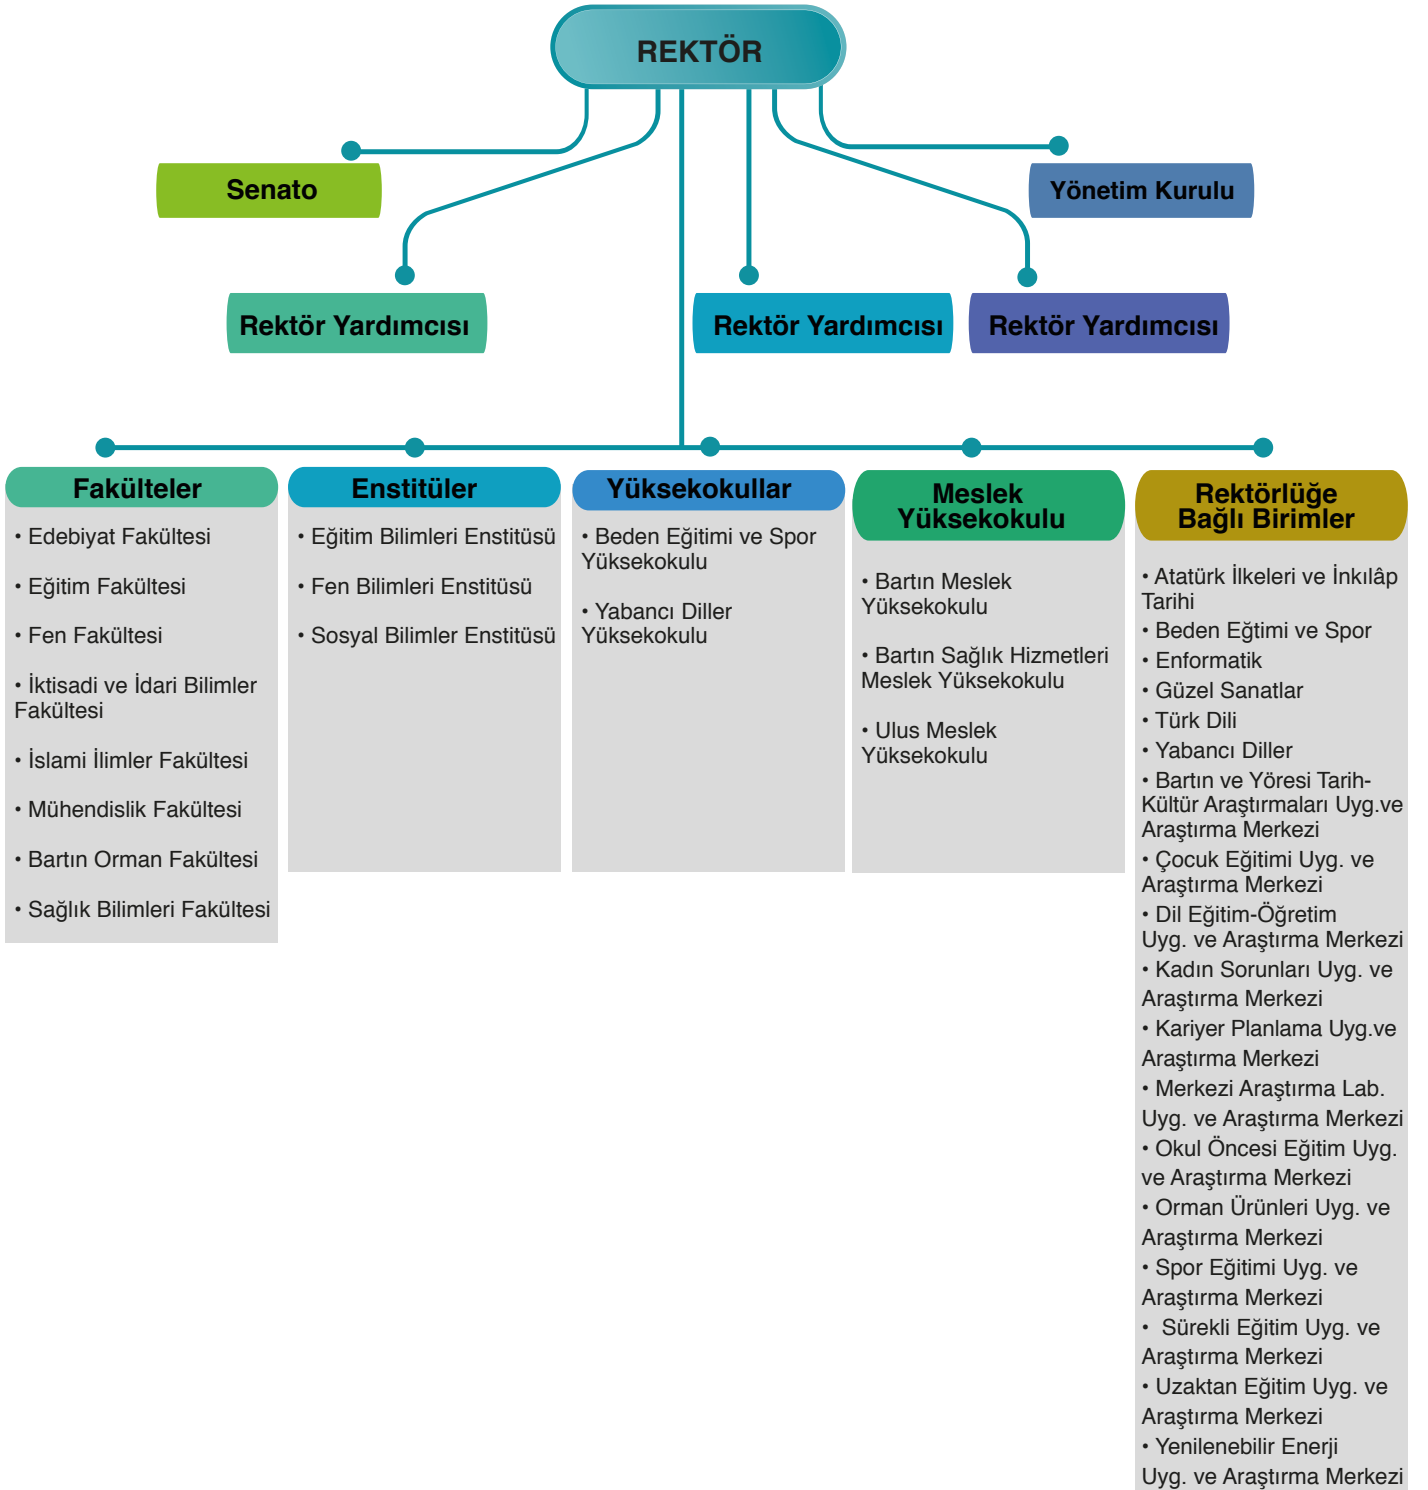 REKTÖR
Senato
Yönetim Kurulu
Rektör Yardımcısı
Rektör Yardımcısı
Rektör Yardımcısı
Fakülteler
• Edebiyat Fakültesi
• Eğitim Fakültesi
• Fen Fakültesi
• İktisadi ve İdari Bilimler
Fakültesi
• İslami İlimler Fakültesi
• Mühendislik Fakültesi
• Bartın Orman Fakültesi
• Sağlık Bilimleri Fakültesi
Enstitüler
• Eğitim Bilimleri Enstitüsü
• Fen Bilimleri Enstitüsü
• Sosyal Bilimler Enstitüsü
Yüksekokullar
• Beden Eğitimi ve Spor
Yüksekokulu
• Yabancı Diller
Yüksekokulu
Meslek
Yüksekokulu
• Bartın Meslek
Yüksekokulu
• Bartın Sağlık Hizmetleri
Meslek Yüksekokulu
• Ulus Meslek
Yüksekokulu
Rektörlüğe
Bağlı Birimler
• Atatürk İlkeleri ve İnkılâp
Tarihi
• Beden Eğtimi ve Spor
• Enformatik
• Güzel Sanatlar
• Türk Dili
• Yabancı Diller
• Bartın ve Yöresi Tarih-
Kültür Araştırmaları Uyg.ve
Araştırma Merkezi
• Çocuk Eğitimi Uyg. ve
Araştırma Merkezi
• Dil Eğitim-Öğretim
Uyg. ve Araştırma Merkezi
• Kadın Sorunları Uyg. ve
Araştırma Merkezi
• Kariyer Planlama Uyg.ve
Araştırma Merkezi
• Merkezi Araştırma Lab.
Uyg. ve Araştırma Merkezi
• Okul Öncesi Eğitim Uyg.
ve Araştırma Merkezi
• Orman Ürünleri Uyg. ve
Araştırma Merkezi
• Spor Eğitimi Uyg. ve
Araştırma Merkezi
• Sürekli Eğitim Uyg. ve
Araştırma Merkezi
• Uzaktan Eğitim Uyg. ve
Araştırma Merkezi
• Yenilenebilir Enerji
Uyg. ve Araştırma Merkezi